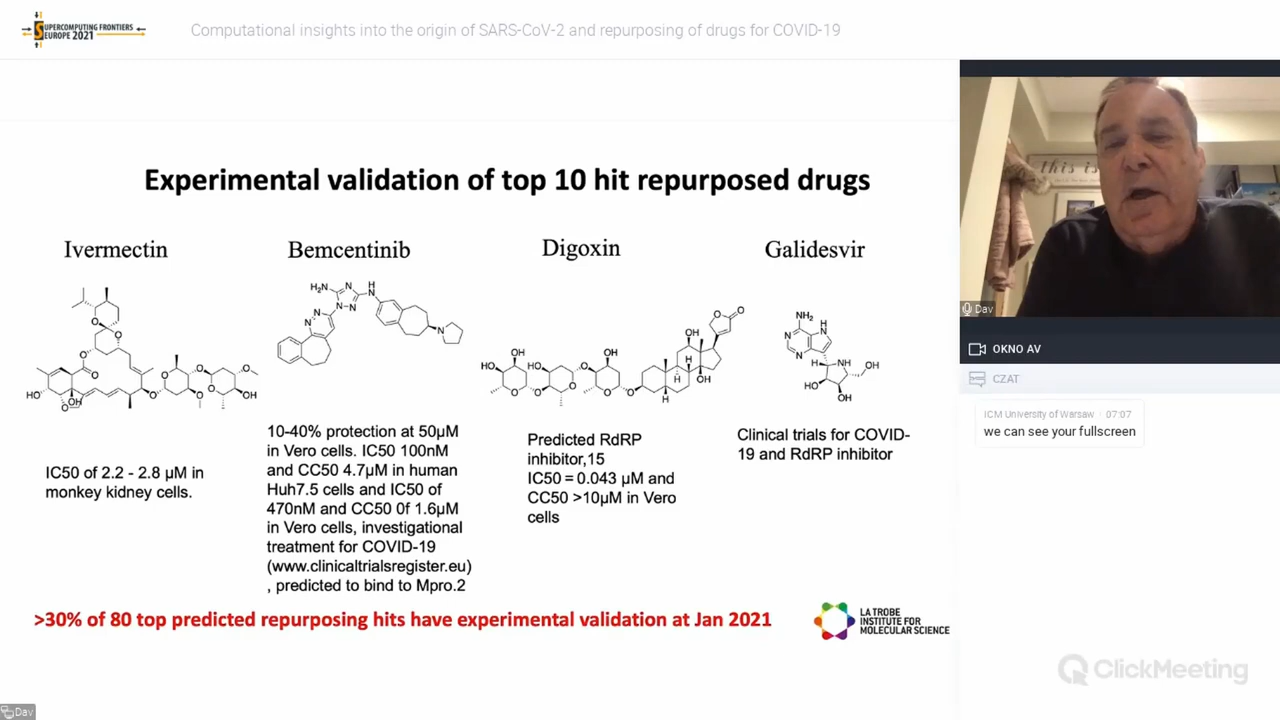 SUPERCOMPUTING FRONTIERS
EUROPE 2021
Computational insights into the origin of SARS-CoV-2 and repurposing of drugs for COVID-19
Experimental validation of top 10 hit repurposed drugs
Ivermectin
Bemcentinib
Digoxin
Galidesvir
IC50 of 2.2 - 2.8 µM in
monkey kidney cells.
10-40% protection at 50µM
in Vero cells. IC50 100nM
and CC50 4.7µM in human
Huh7.5 cells and IC50 of
470nM and CC50 0f 1.6µM
in Vero cells, investigational
treatment for COVID-19
(www.clinicaltrialsregister.eu)
, predicted to bind to Mpro.2
Predicted RdRP
inhibitor,15
IC50 = 0.043 µM and
CC50 >10µM in Vero
cells
Clinical trials for COVID-
19 and RdRP inhibitor
>30% of 80 top predicted repurposing hits have experimental validation at Jan 2021
LA TROBE
INSTITUTE FOR
MOLECULAR SCIENCE
this is
Dav
OKNO AV
CZAT
ICM University of Warsaw · 07:07
we can see your fullscreen
ClickMeeting
Dav